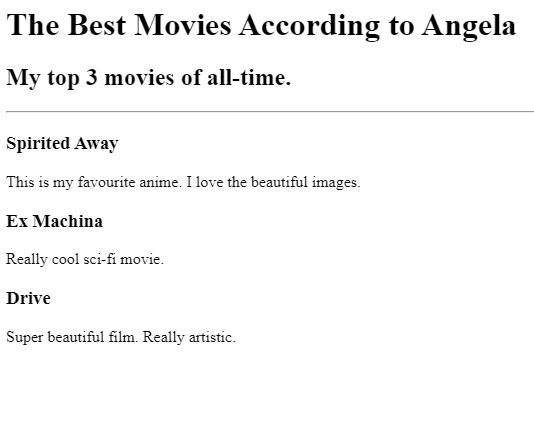 The Best Movies According to Angela
My top 3 movies of all-time.
Spirited Away
This is my favourite anime. I love the beautiful images.
Ex Machina
Really cool sci-fi movie.
Drive
Super beautiful film. Really artistic.